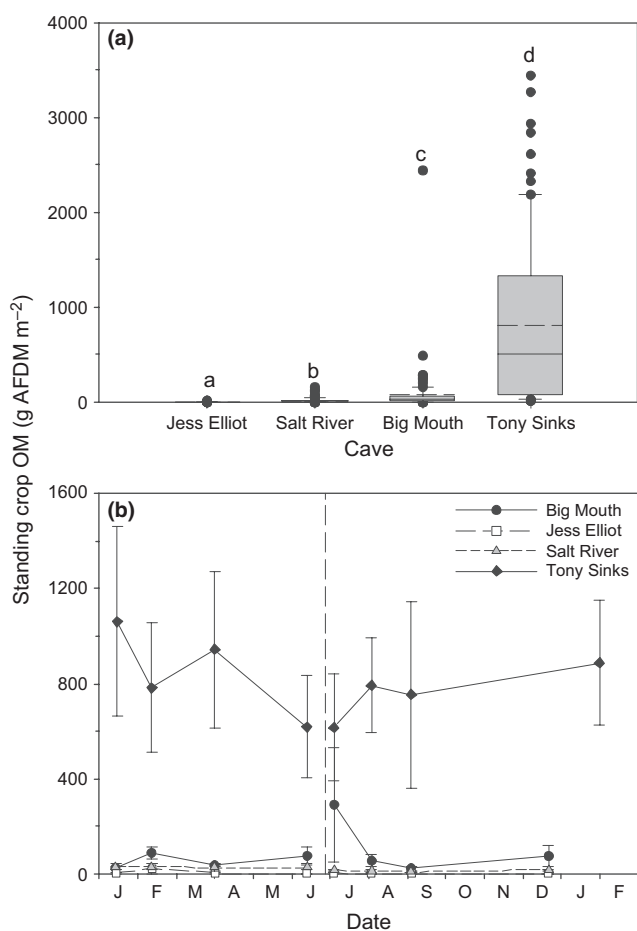 (a)
4000
3000
2000
1000
0
a
b
c
d
Jess Elliot Salt River Big Mouth Tony Sinks
Cave
Standing crop OM (g AFDM m⁻²)
(b)
1600
1200
800
400
0
Big Mouth
Jess Elliot
Salt River
Tony Sinks
J F M A M J J A S O N D J F
Date